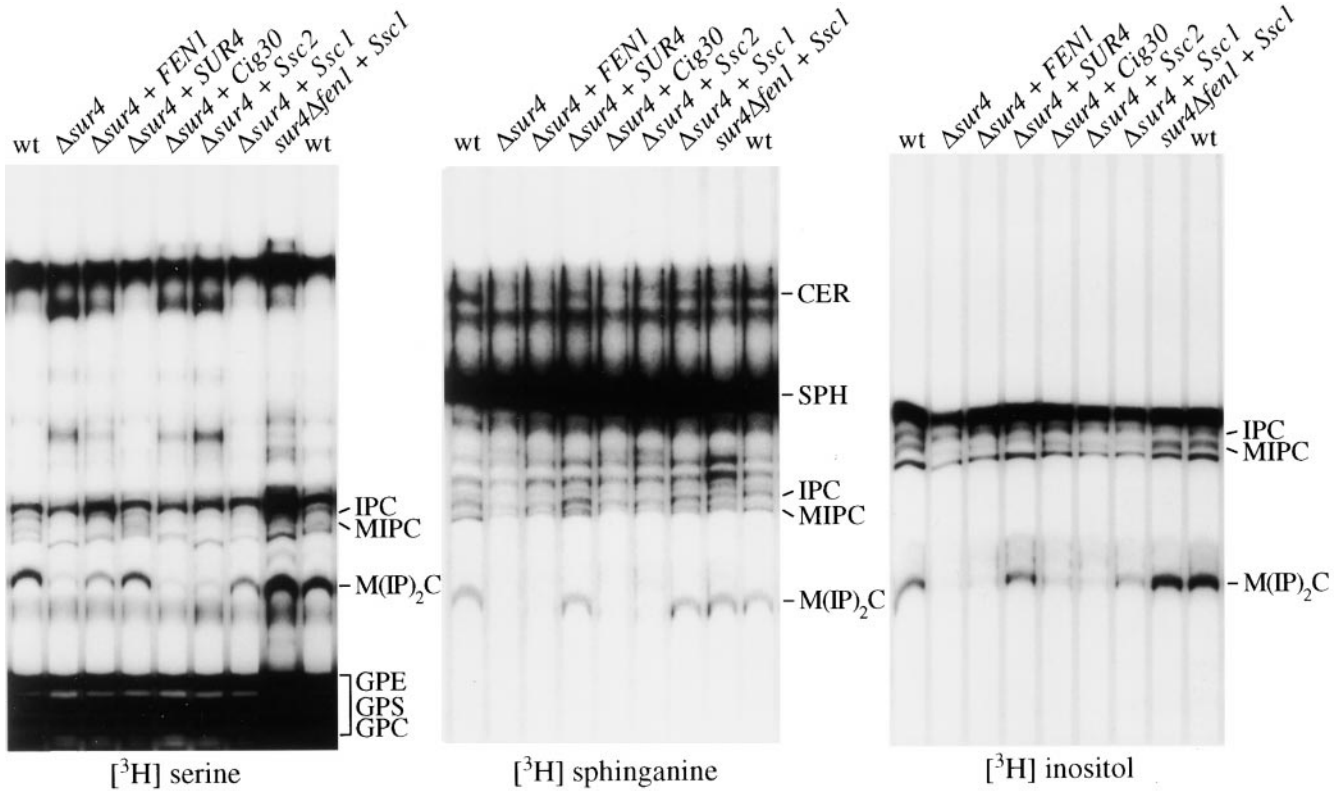 wt Δsur4 Δsur4 + FEN1 Δsur4 + SUR4 Δsur4 + Cig30 Δsur4 + Ssc2 Δsur4 + Ssc1 sur4Δfen1 + Ssc1 wt
IPC
MIPC
M(IP)₂C
GPE
GPS
GPC
[³H] serine
wt Δsur4 Δsur4 + FEN1 Δsur4 + SUR4 Δsur4 + Cig30 Δsur4 + Ssc2 Δsur4 + Ssc1 sur4Δfen1 + Ssc1 wt
CER
SPH
IPC
MIPC
M(IP)₂C
[³H] sphinganine
wt Δsur4 Δsur4 + FEN1 Δsur4 + SUR4 Δsur4 + Cig30 Δsur4 + Ssc2 Δsur4 + Ssc1 sur4Δfen1 + Ssc1 wt
IPC
MIPC
M(IP)₂C
[³H] inositol